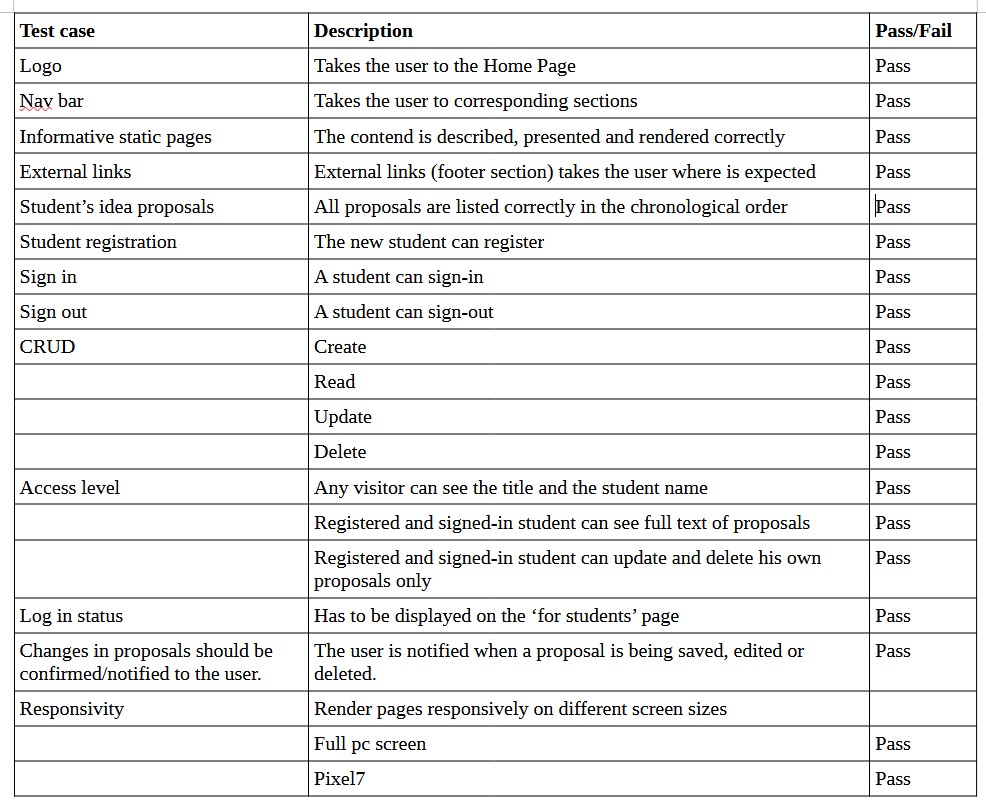 Test case Description Pass/Fail
Logo Takes the user to the Home Page Pass
Nav bar Takes the user to corresponding sections Pass
Informative static pages The contend is described, presented and rendered correctly Pass
External links External links (footer section) takes the user where is expected Pass
Student’s idea proposals All proposals are listed correctly in the chronological order Pass
Student registration The new student can register Pass
Sign in A student can sign-in Pass
Sign out A student can sign-out Pass
CRUD Create Pass
Read Pass
Update Pass
Delete Pass
Access level Any visitor can see the title and the student name Pass
Registered and signed-in student can see full text of proposals Pass
Registered and signed-in student can update and delete his own Pass
proposals only
Log in status Has to be displayed on the ‘for students’ page Pass
Changes in proposals should be The user is notified when a proposal is being saved, edited or Pass
confirmed/notified to the user. deleted.
Responsivity Render pages responsively on different screen sizes
Full pc screen Pass
Pixel7 Pass